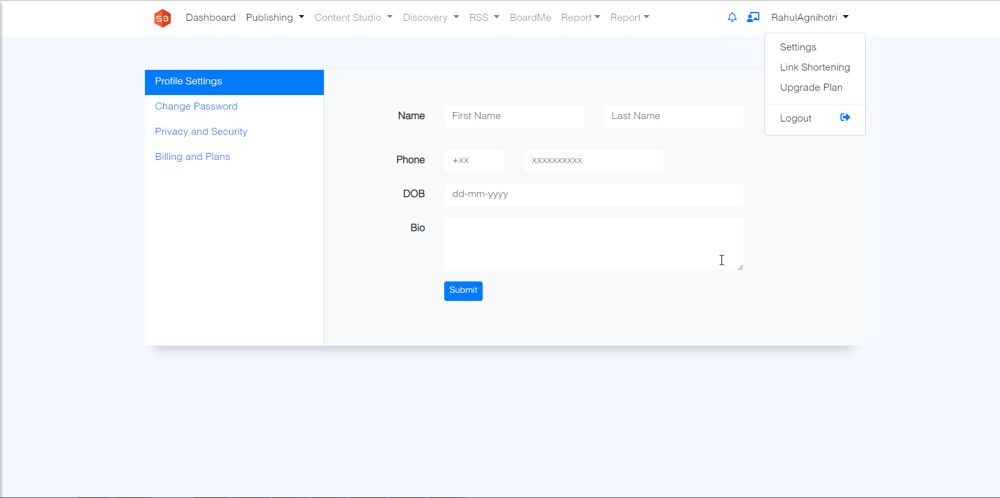 SB Dashboard Publishing Content Studio Discovery RSS BoardMe Report Report RahulAgnihotri
Settings
Link Shortening
Upgrade Plan
Logout
Profile Settings
Change Password
Privacy and Security
Billing and Plans
Name First Name Last Name
Phone +xx xxxxxxxxxx
DOB dd-mm-yyyy
Bio
Submit